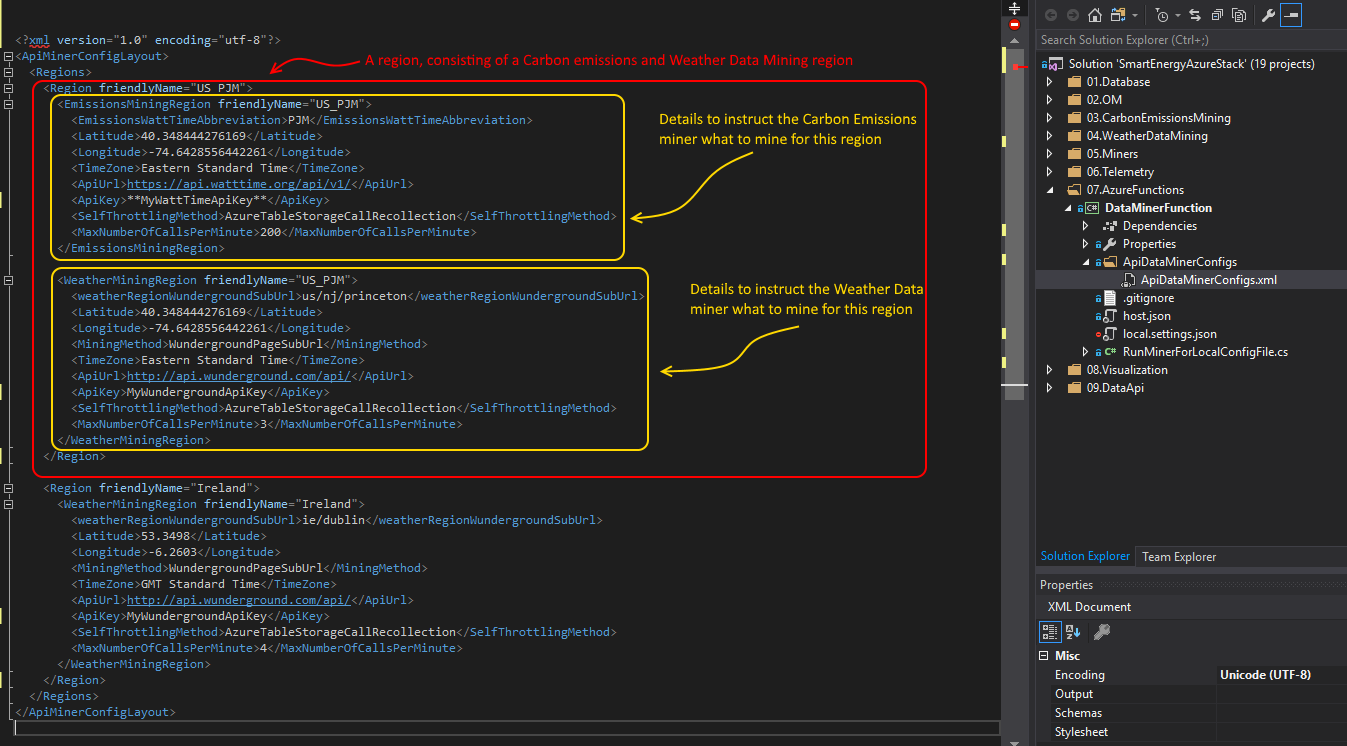 <?xml version="1.0" encoding="utf-8"?>
<ApiMinerConfigLayout>
A region, consisting of a Carbon emissions and Weather Data Mining region
<Regions>
<Region friendlyName="US_PJM">
<EmissionsMiningRegion friendlyName="US_PJM">
<EmissionsWattTimeAbbreviation>PJM</EmissionsWattTimeAbbreviation>
<Latitude>40.348444276169</Latitude>
<Longitude>-74.6428556442261</Longitude>
<TimeZone>Eastern Standard Time</TimeZone>
<ApiUrl>https://api.watttime.org/api/v1/</ApiUrl>
<ApiKey>**MyWattTimeApiKey**</ApiKey>
<SelfThrottlingMethod>AzureTableStorageCallRecollection</SelfThrottlingMethod>
<MaxNumberOfCallsPerMinute>200</MaxNumberOfCallsPerMinute>
</EmissionsMiningRegion>
Details to instruct the Carbon Emissions
miner what to mine for this region
<WeatherMiningRegion friendlyName="US_PJM">
<weatherRegionWundergroundSubUrl>us/nj/princeton</weatherRegionWundergroundSubUrl>
<Latitude>40.348444276169</Latitude>
<Longitude>-74.6428556442261</Longitude>
<MiningMethod>WundergroundPageSubUrl</MiningMethod>
<TimeZone>Eastern Standard Time</TimeZone>
<ApiUrl>http://api.wunderground.com/api/</ApiUrl>
<ApiKey>MyWundergroundApiKey</ApiKey>
<SelfThrottlingMethod>AzureTableStorageCallRecollection</SelfThrottlingMethod>
<MaxNumberOfCallsPerMinute>3</MaxNumberOfCallsPerMinute>
</WeatherMiningRegion>
Details to instruct the Weather Data
miner what to mine for this region
</Region>
<Region friendlyName="Ireland">
<WeatherMiningRegion friendlyName="Ireland">
<weatherRegionWundergroundSubUrl>ie/dublin</weatherRegionWundergroundSubUrl>
<Latitude>53.3498</Latitude>
<Longitude>-6.2603</Longitude>
<MiningMethod>WundergroundPageSubUrl</MiningMethod>
<TimeZone>GMT Standard Time</TimeZone>
<ApiUrl>http://api.wunderground.com/api/</ApiUrl>
<ApiKey>MyWundergroundApiKey</ApiKey>
<SelfThrottlingMethod>AzureTableStorageCallRecollection</SelfThrottlingMethod>
<MaxNumberOfCallsPerMinute>4</MaxNumberOfCallsPerMinute>
</WeatherMiningRegion>
</Region>
</Regions>
</ApiMinerConfigLayout>
Search Solution Explorer (Ctrl+;)
Solution 'SmartEnergyAzureStack' (19 projects)
01.Database
02.OM
03.CarbonEmissionsMining
04.WeatherDataMining
05.Miners
06.Telemetry
07.AzureFunctions
C# DataMinerFunction
Dependencies
Properties
ApiDataMinerConfigs
ApiDataMinerConfigs.xml
.gitignore
host.json
local.settings.json
C# RunMinerForLocalConfigFile.cs
08.Visualization
09.DataApi
Solution Explorer Team Explorer
Properties
XML Document
Misc
Encoding Unicode (UTF-8)
Output
Schemas
Stylesheet